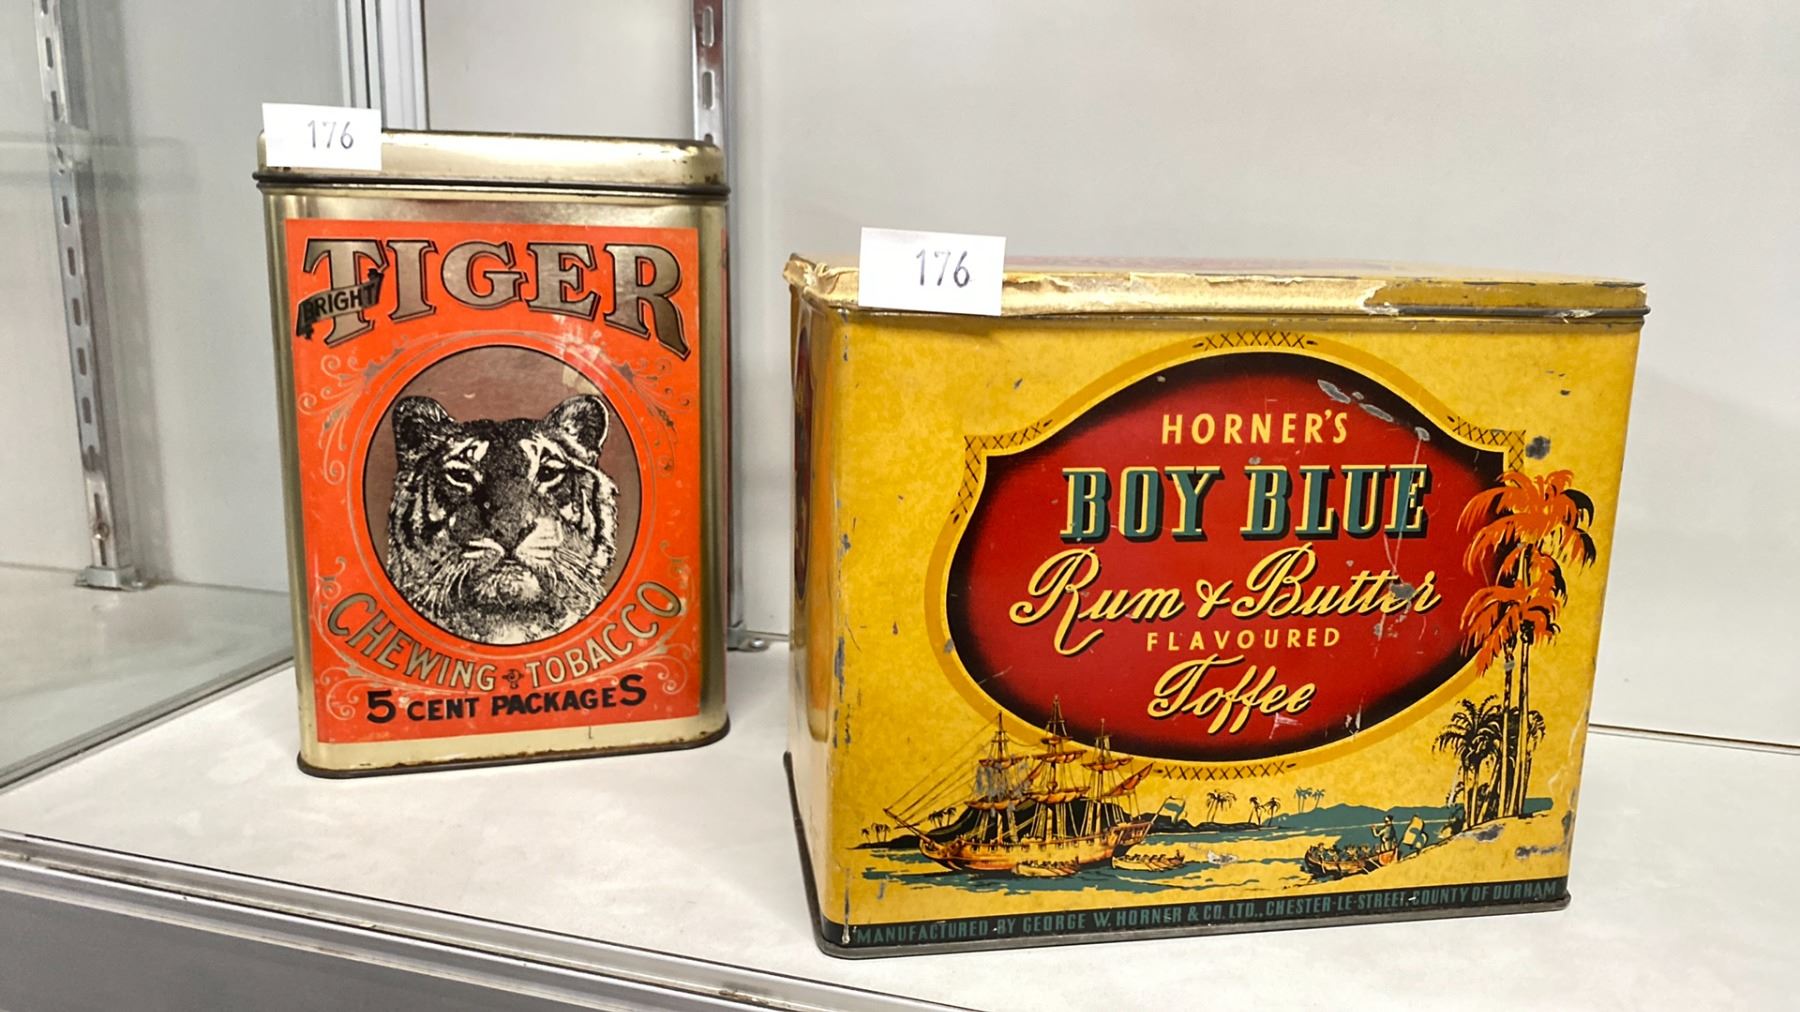 176
TIGER
BRIGHT
CHEWING TOBACCO
5 CENT PACKAGES
176
HORNER'S
BOY BLUE
Rum & Butter
FLAVOURED
Toffee
MANUFACTURED BY GEORGE W. HORNER & CO. LTD., CHESTER-LE-STREET, COUNTY OF DURHAM